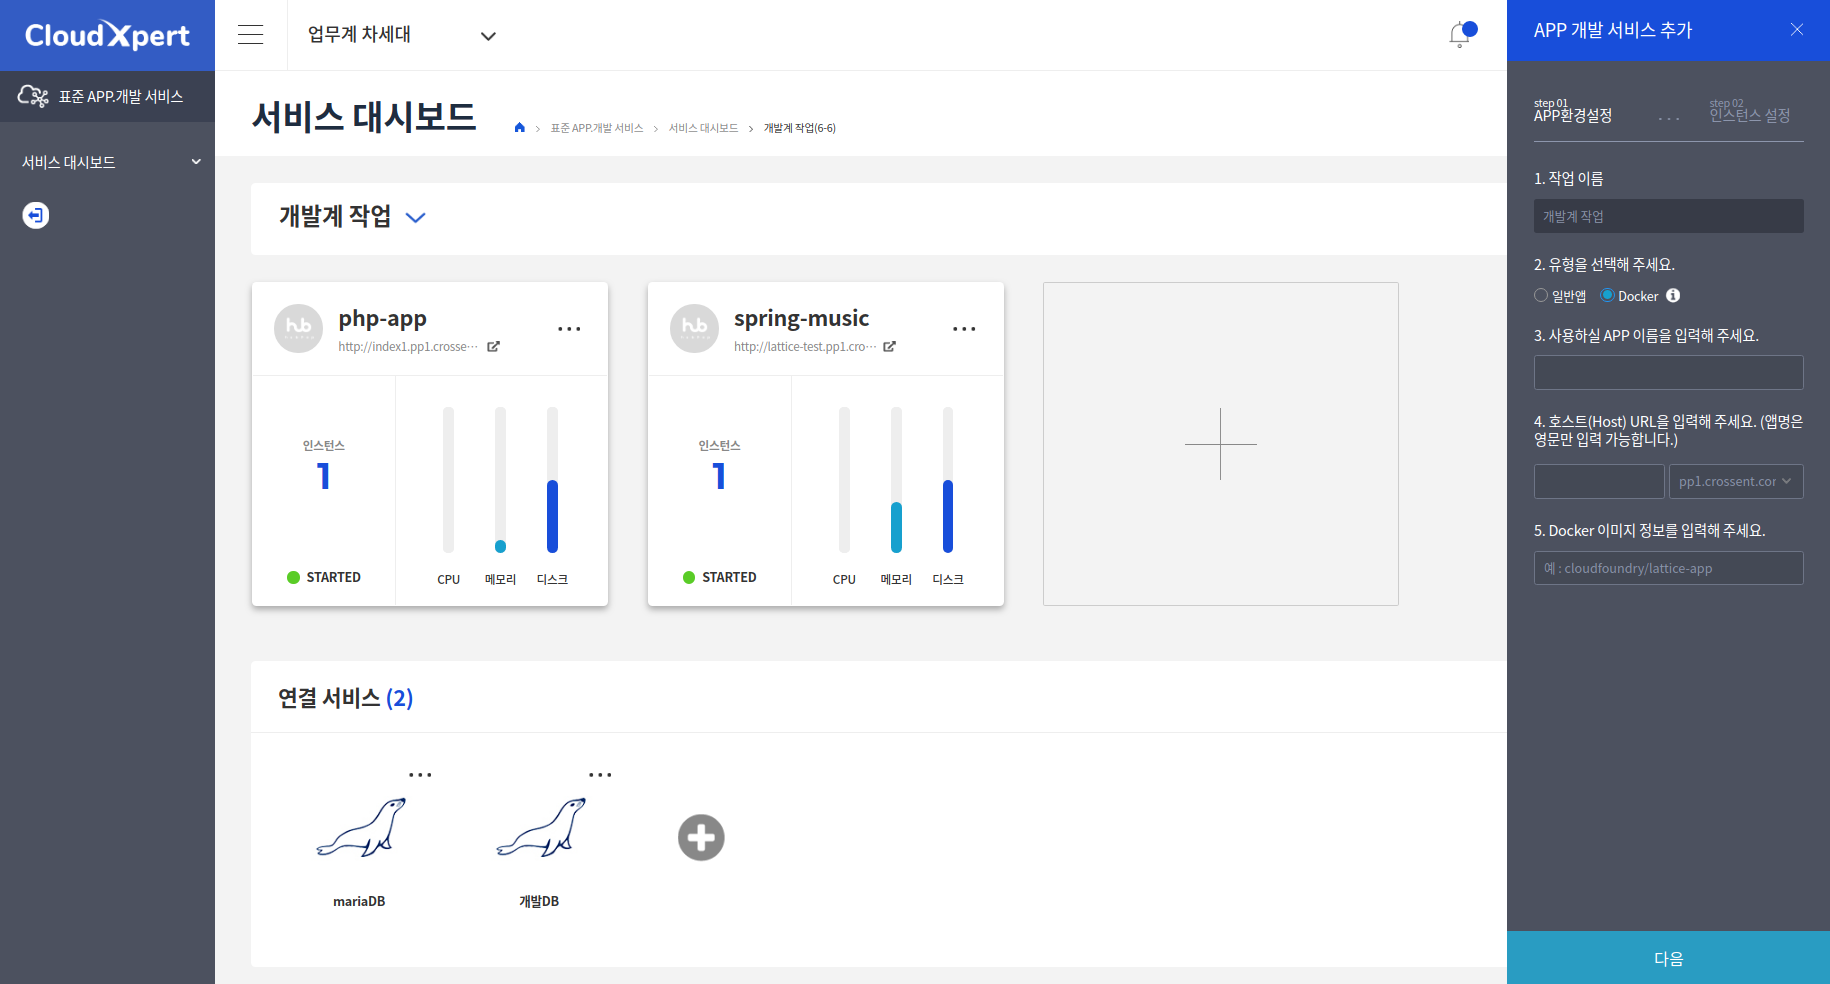 CloudXpert
표준 APP.개발 서비스
서비스 대시보드
업무계 차세대
서비스 대시보드
표준 APP.개발 서비스 > 서비스 대시보드 > 개발계 작업(6-6)
개발계 작업
hub
php-app
http://index1.pp1.crosse…
인스턴스
1
STARTED
CPU 메모리 디스크
hub
spring-music
http://lattice-test.pp1.cro…
인스턴스
1
STARTED
CPU 메모리 디스크
연결 서비스 (2)
mariaDB
개발DB
APP 개발 서비스 추가
step 01
APP환경설정
...
step 02
인스턴스 설정
1. 작업 이름
개발계 작업
2. 유형을 선택해 주세요.
일반앱 Docker
3. 사용하실 APP 이름을 입력해 주세요.
4. 호스트(Host) URL을 입력해 주세요. (앱명은
영문만 입력 가능합니다.)
pp1.crossent.cor
5. Docker 이미지 정보를 입력해 주세요.
예 : cloudfoundry/lattice-app
다음